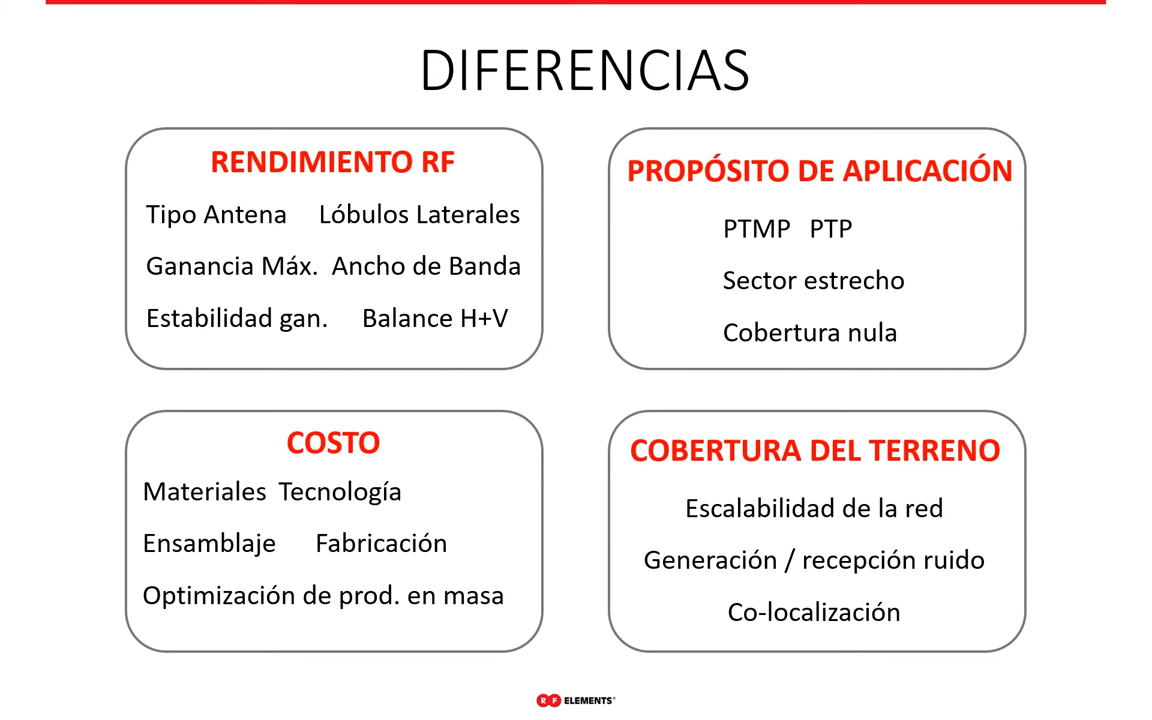 DIFERENCIAS
RENDIMIENTO RF
Tipo Antena Lóbulos Laterales
Ganancia Máx. Ancho de Banda
Estabilidad gan. Balance H+V
PROPÓSITO DE APLICACIÓN
PTMP PTP
Sector estrecho
Cobertura nula
COSTO
Materiales Tecnología
Ensamblaje Fabricación
Optimización de prod. en masa
COBERTURA DEL TERRENO
Escalabilidad de la red
Generación / recepción ruido
Co-localización
RF ELEMENTS